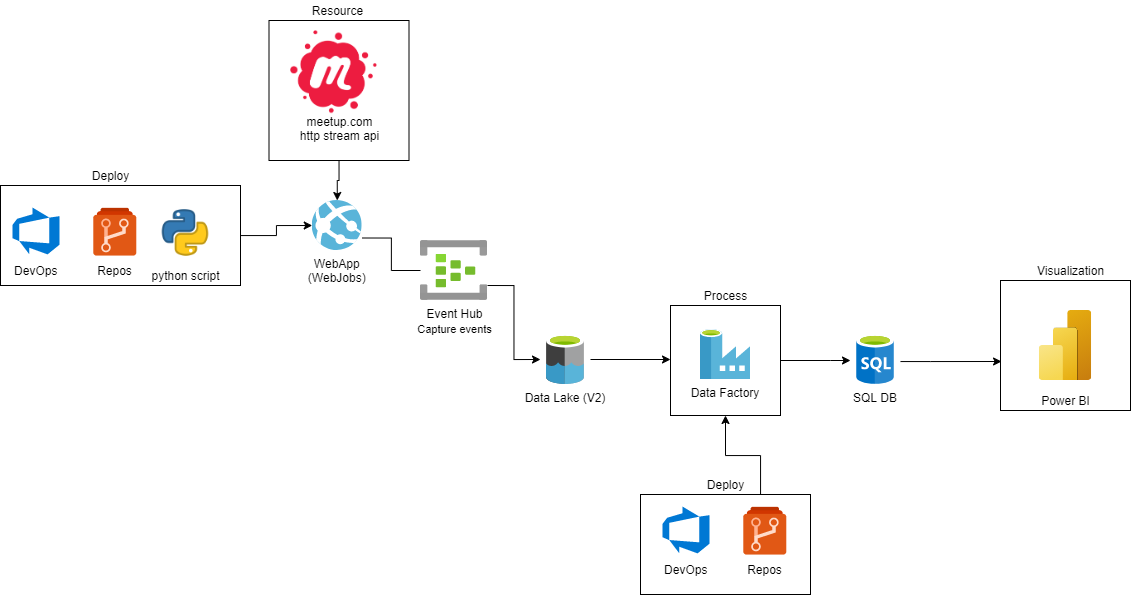 Resource
m
meetup.com
http stream api
Deploy
DevOps
Repos
python script
WebApp
(WebJobs)
Event Hub
Capture events
Data Lake (V2)
Process
Data Factory
SQL
SQL DB
Visualization
Power BI
Deploy
DevOps
Repos